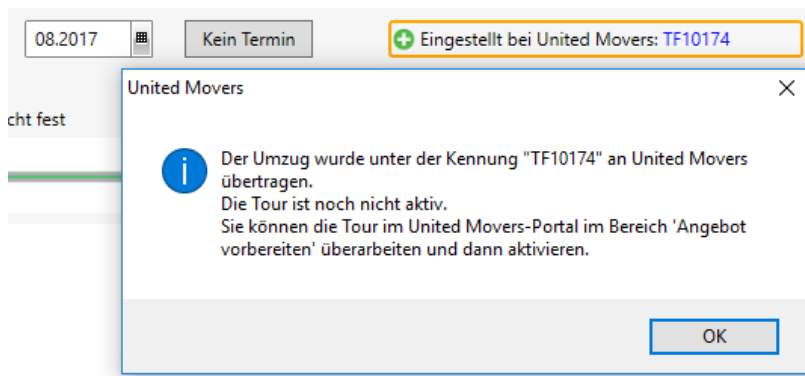 08.2017
Kein Termin
Eingestellt bei United Movers: TF10174
United Movers
cht fest
Der Umzug wurde unter der Kennung "TF10174" an United Movers
übertragen.
Die Tour ist noch nicht aktiv.
Sie können die Tour im United Movers-Portal im Bereich 'Angebot
vorbereiten' überarbeiten und dann aktivieren.
OK